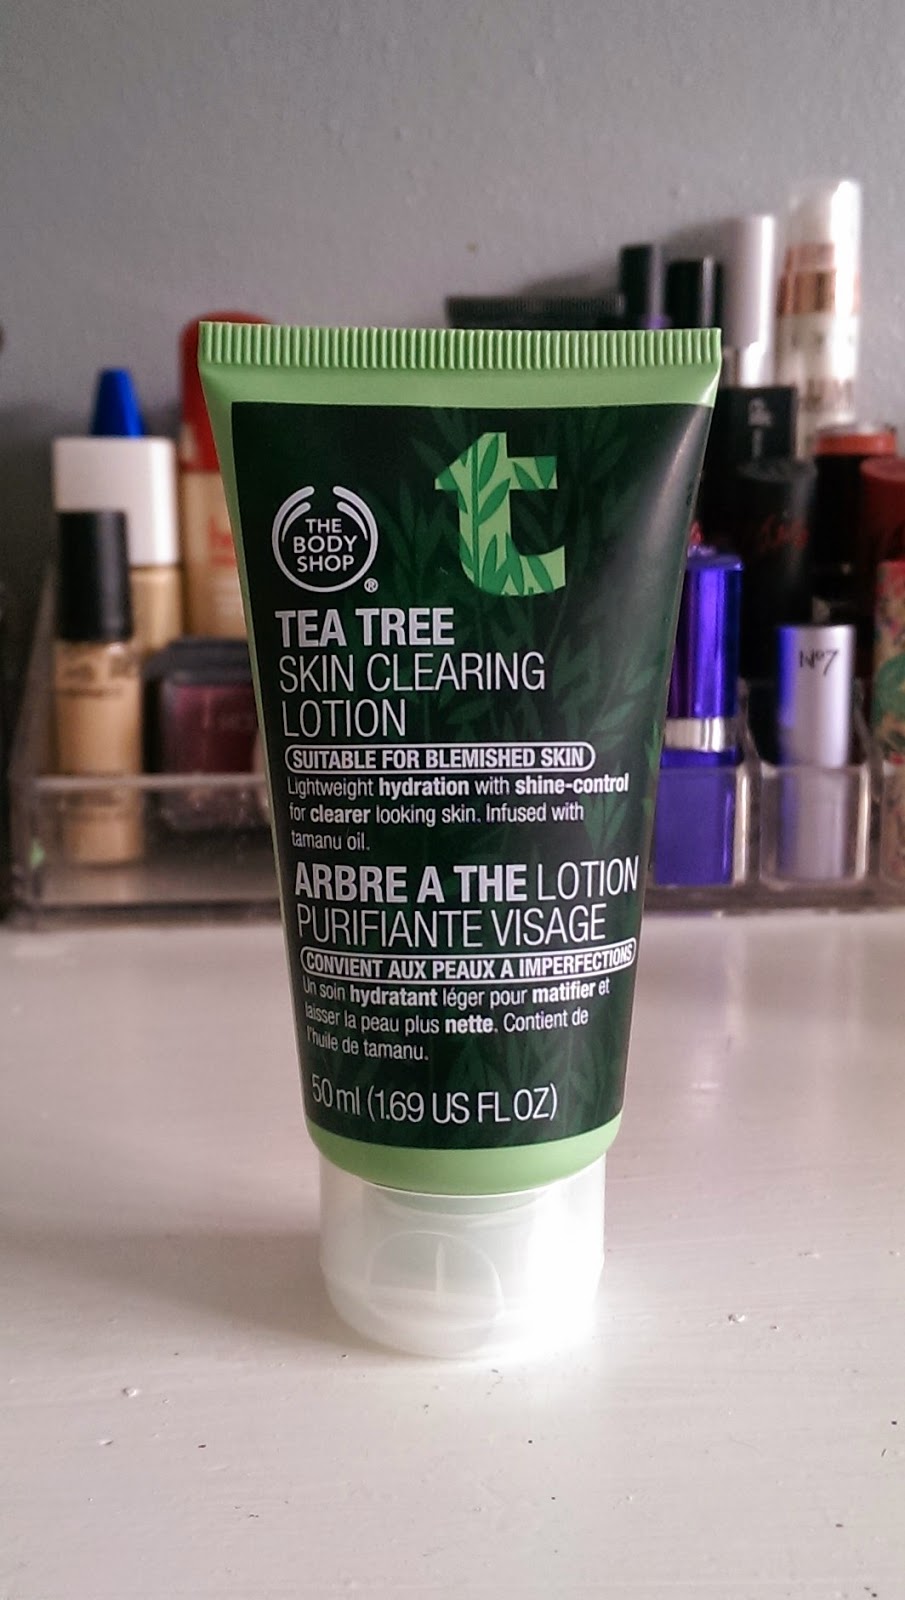 t
THE
BODY
SHOP
®
TEA TREE
SKIN CLEARING
LOTION
SUITABLE FOR BLEMISHED SKIN
Lightweight hydration with shine-control
for clearer looking skin. Infused with
tamanu oil.
ARBRE A THE LOTION
PURIFIANTE VISAGE
CONVIENT AUX PEAUX A IMPERFECTIONS
Un soin hydratant léger pour matifier et
laisser la peau plus nette. Contient de
l'huile de tamanu.
50 ml (1.69 US FL OZ)
No7